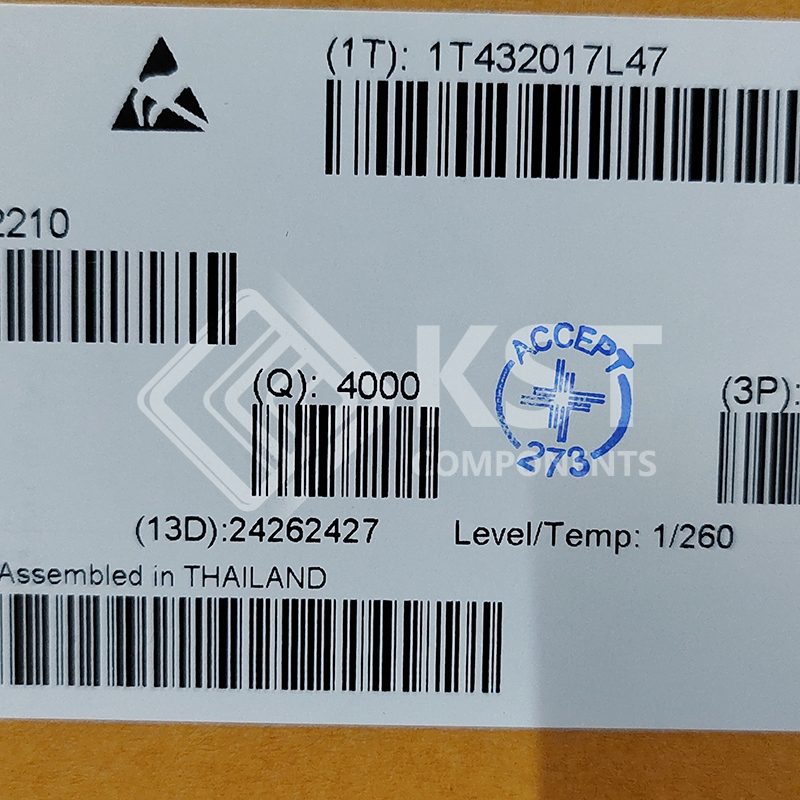 (1T): 1T432017L47
2210
KST
COMPONENTS
ACCEPT
273
(Q): 4000
(3P):
(13D):24262427
Level/Temp: 1/260
Assembled in THAILAND